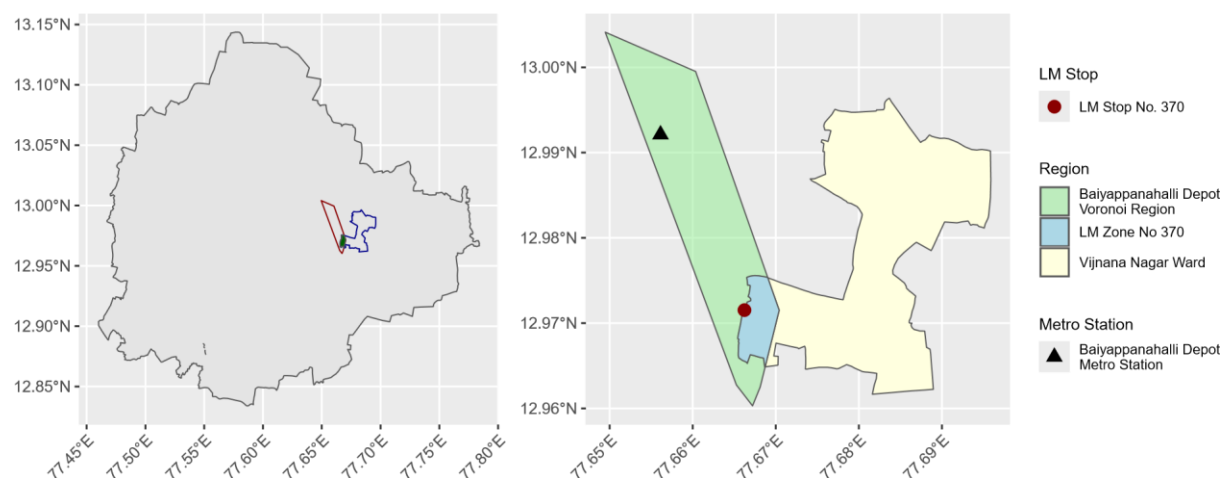 13.15°N
13.10°N
13.05°N
13.00°N
12.95°N
12.90°N
12.85°N
77.45°E
77.50°E
77.55°E
77.60°E
77.65°E
77.70°E
77.75°E
77.80°E
13.00°N
12.99°N
12.98°N
12.97°N
12.96°N
77.65°E
77.66°E
77.67°E
77.68°E
77.69°E
LM Stop
LM Stop No. 370
Region
Baiyappanahalli Depot
Voronoi Region
LM Zone No 370
Vijnana Nagar Ward
Metro Station
Baiyappanahalli Depot
Metro Station